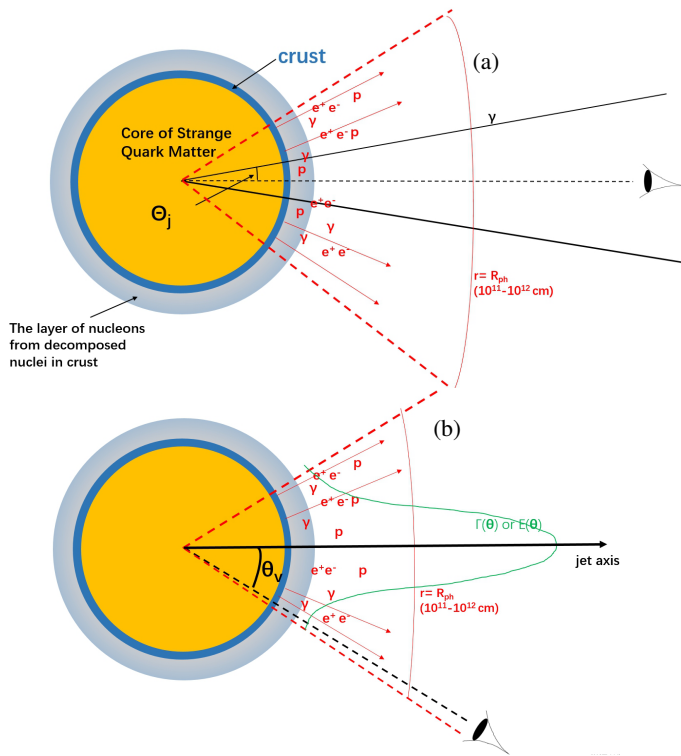 crust
(a)
e⁺ e⁻ p
γ
Core of Strange
Quark Matter
e⁺ e⁻ p
γ
γ
p
Θj
p e⁺ e⁻
γ γ
e⁺ e⁻
r= Rph
(10¹¹-10¹² cm)
The layer of nucleons
from decomposed
nuclei in crust
(b)
e⁺ e⁻ p
γ
e⁺ e⁻ p
γ
p
Γ(θ) or E(θ)
jet axis
θv
e⁺ e⁻ p
γ
γ
e⁺ e⁻
r= Rph
(10¹¹-10¹² cm)